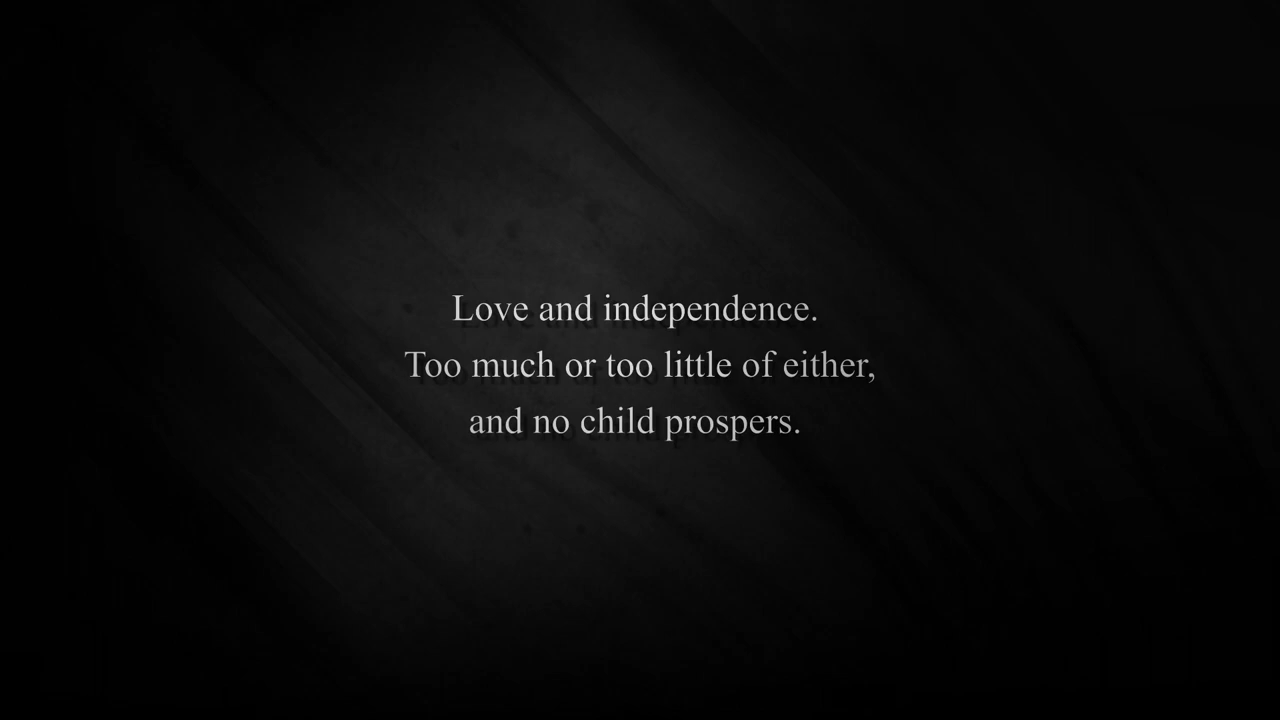 Love and independence.
Too much or too little of either,
and no child prospers.